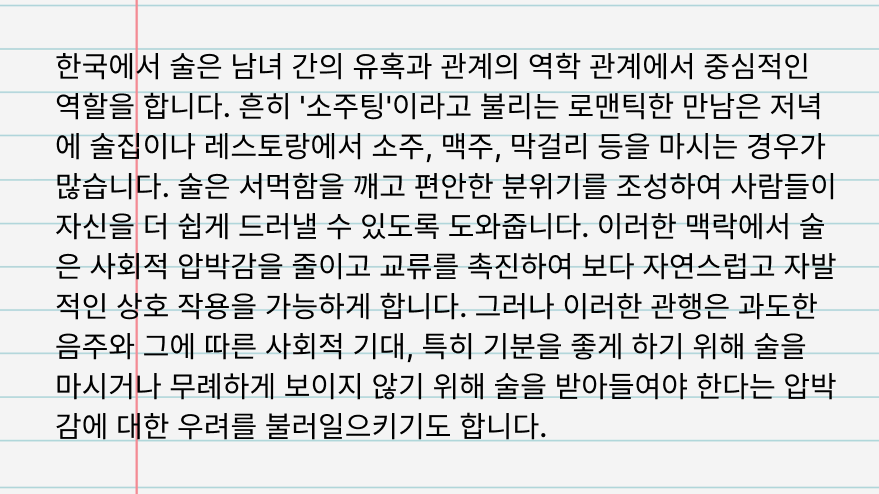 한국에서 술은 남녀 간의 유혹과 관계의 역학 관계에서 중심적인
역할을 합니다. 흔히 '소주팅'이라고 불리는 로맨틱한 만남은 저녁
에 술집이나 레스토랑에서 소주, 맥주, 막걸리 등을 마시는 경우가
많습니다. 술은 서먹함을 깨고 편안한 분위기를 조성하여 사람들이
자신을 더 쉽게 드러낼 수 있도록 도와줍니다. 이러한 맥락에서 술
은 사회적 압박감을 줄이고 교류를 촉진하여 보다 자연스럽고 자발
적인 상호 작용을 가능하게 합니다. 그러나 이러한 관행은 과도한
음주와 그에 따른 사회적 기대, 특히 기분을 좋게 하기 위해 술을
마시거나 무례하게 보이지 않기 위해 술을 받아들여야 한다는 압박
감에 대한 우려를 불러일으키기도 합니다.